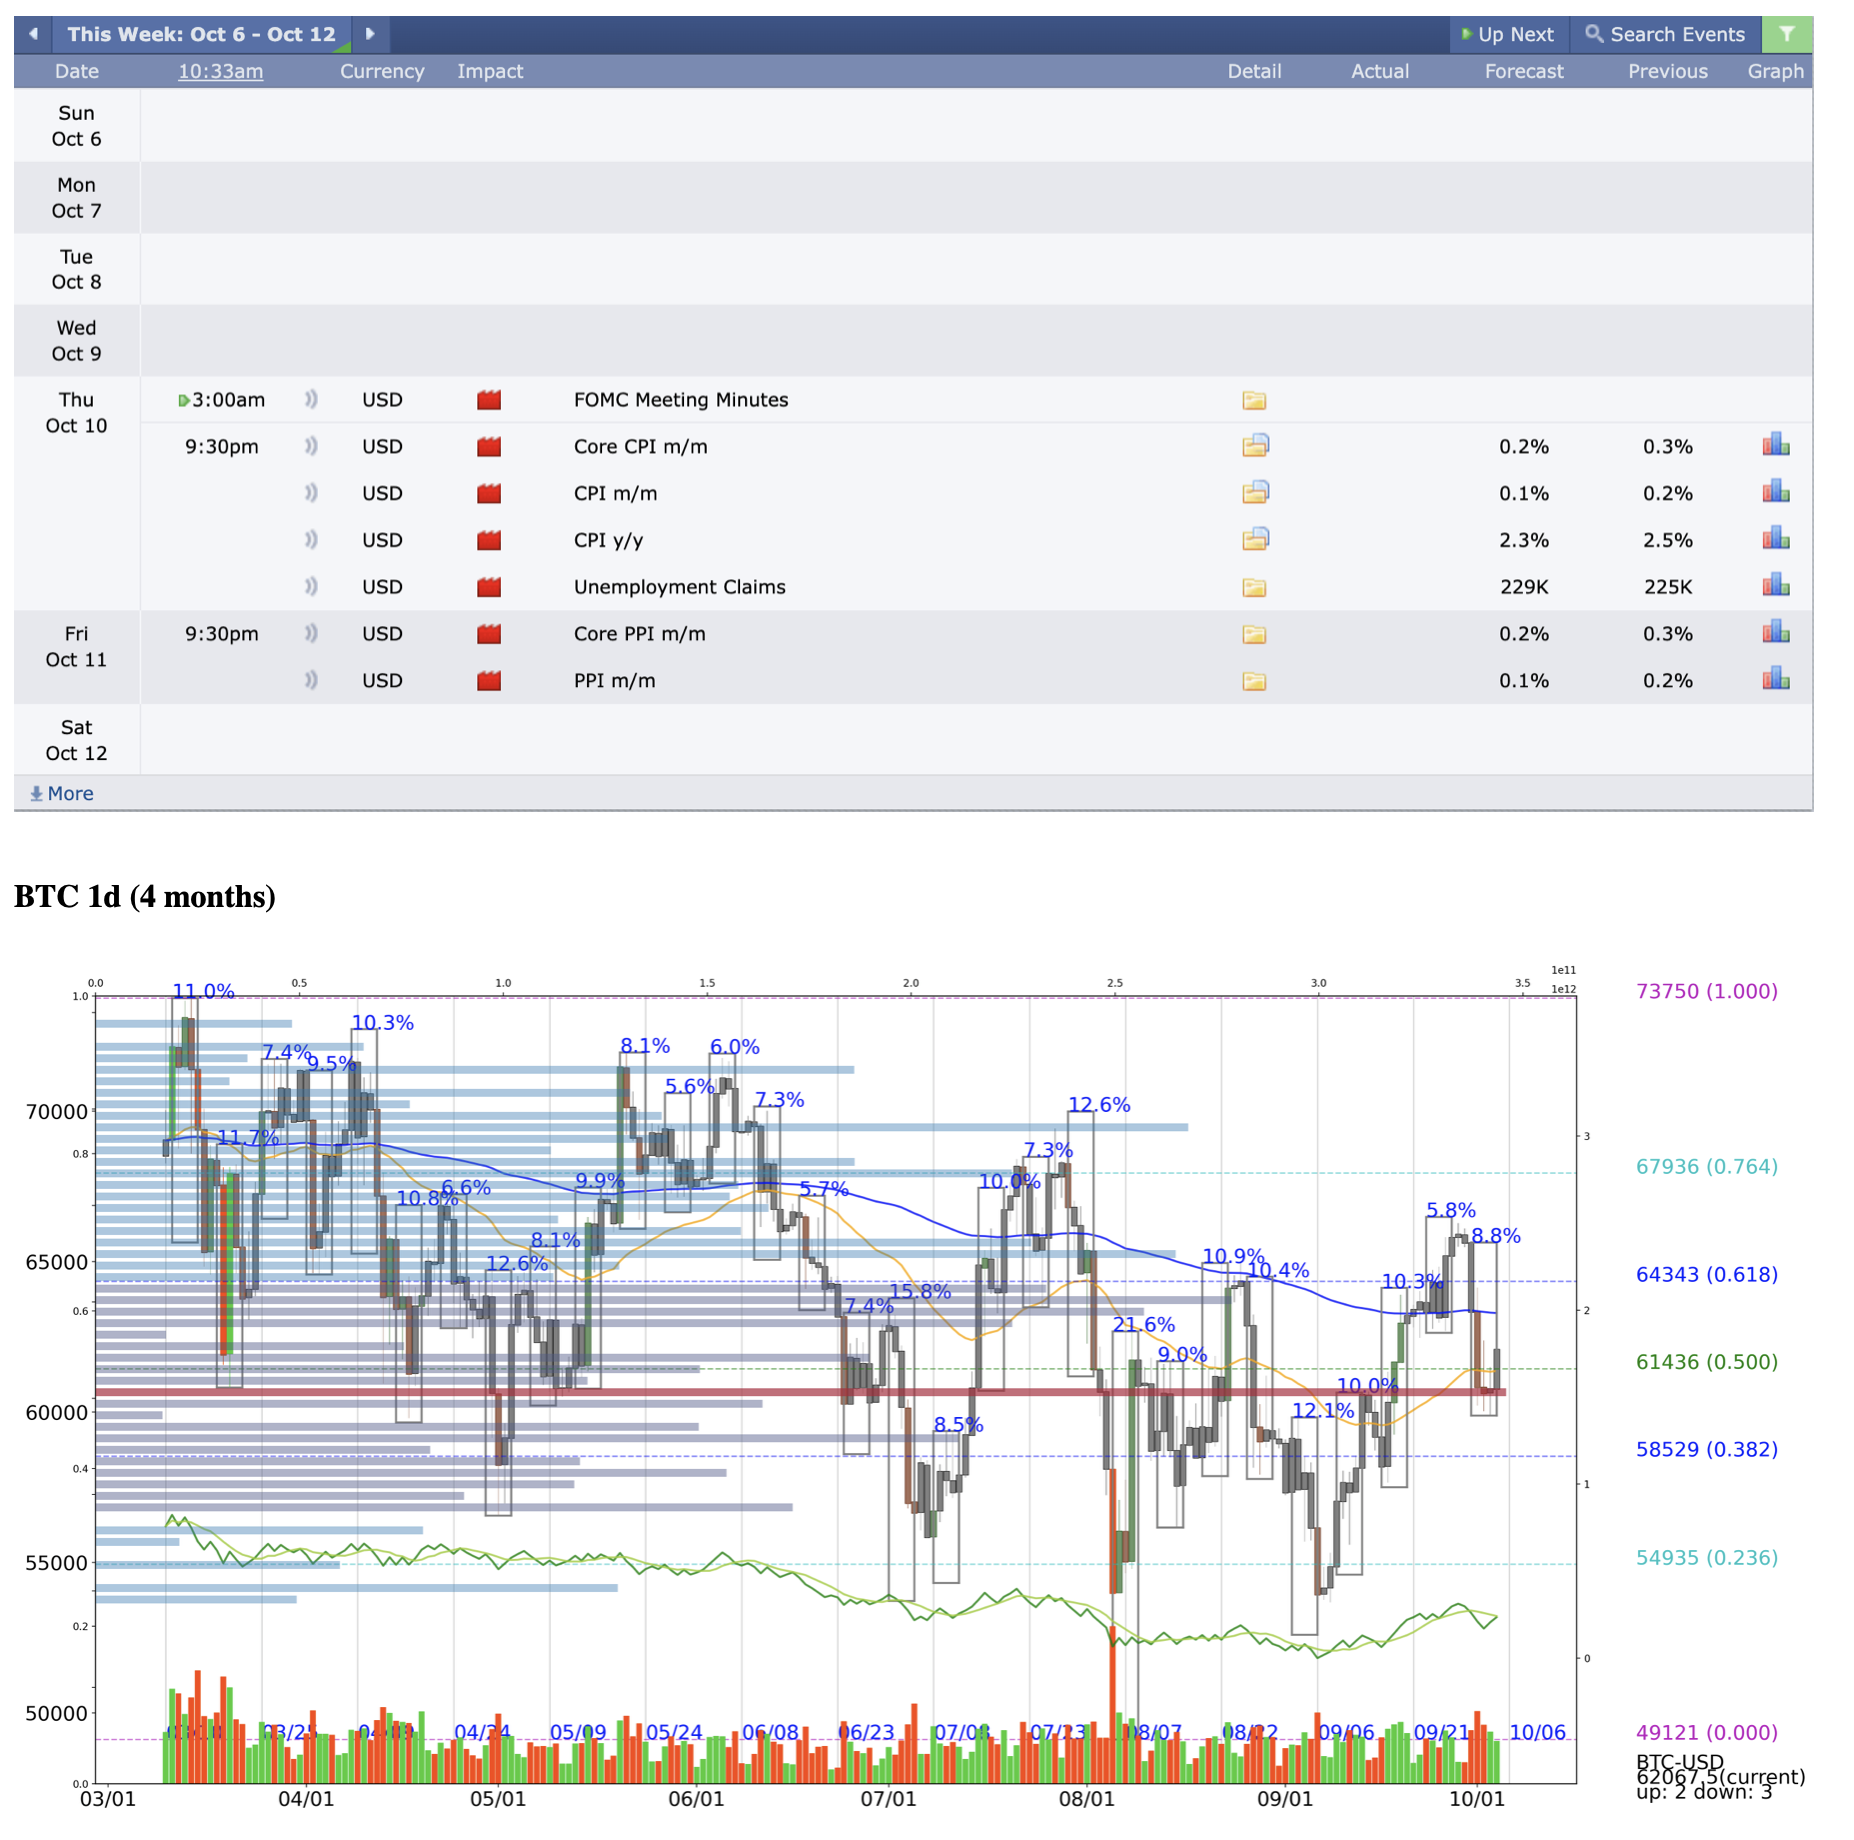 This Week: Oct 6 - Oct 12 Up Next Search Events
Date 10:33am Currency Impact Detail Actual Forecast Previous Graph
Sun
Oct 6
Mon
Oct 7
Tue
Oct 8
Wed
Oct 9
Thu 3:00am USD FOMC Meeting Minutes
Oct 10
9:30pm USD Core CPI m/m 0.2% 0.3%
USD CPI m/m 0.1% 0.2%
USD CPI y/y 2.3% 2.5%
USD Unemployment Claims 229K 225K
Fri 9:30pm USD Core PPI m/m 0.2% 0.3%
Oct 11
USD PPI m/m 0.1% 0.2%
Sat
Oct 12
More
BTC 1d (4 months)
1e11
0.0 0.5 1.0 1.5 2.0 2.5 3.0 3.5
1e12
1.0
11.0%
73750 (1.000)
10.3%
7.4%
9.5%
8.1%
6.0%
5.6%
7.3%
12.6%
70000
3
11.7%
0.8
7.3%
67936 (0.764)
10.8%
6.6%
9.9%
5.7%
10.0%
5.8%
8.8%
8.1%
65000
12.6%
10.9%
10.4%
10.3%
64343 (0.618)
15.8%
7.4%
0.6
2
21.6%
9.0%
61436 (0.500)
10.0%
60000
12.1%
8.5%
58529 (0.382)
0.4
1
55000
54935 (0.236)
0.2
0
50000
03/25 04/24 05/09 05/24 06/08 06/23 07/23 08/07 08/22 09/06 09/21 10/06
49121 (0.000)
BTC-USD
62067.5(current)
up: 2 down: 3
0.0
03/01 04/01 05/01 06/01 07/01 08/01 09/01 10/01